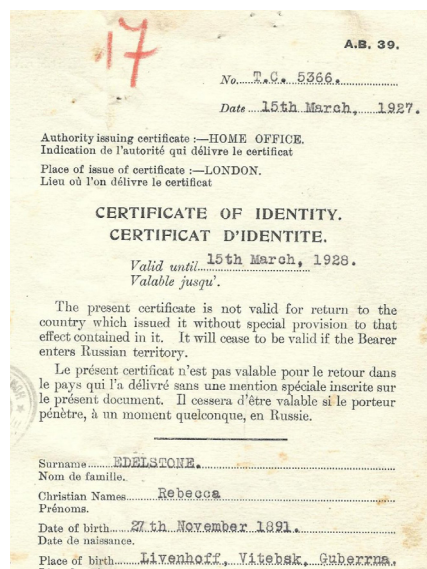 17
A.B. 39.
No. T.C. 5366.
Date 15th March, 1927.
Authority issuing certificate :—HOME OFFICE.
Indication de l'autorité qui délivre le certificat
Place of issue of certificate :—LONDON.
Lieu où l'on délivre le certificat
CERTIFICATE OF IDENTITY.
CERTIFICAT D'IDENTITE.
Valid until 15th March, 1928.
Valable jusqu'.
The present certificate is not valid for return to the
country which issued it without special provision to that
effect contained in it. It will cease to be valid if the Bearer
enters Russian territory.
Le présent certificat n'est pas valable pour le retour dans
le pays qui l'a délivré sans une mention spéciale inscrite sur
le présent document. Il cessera d'être valable si le porteur
pénètre, à un moment quelconque, en Russie.
Surname EDELSTONE.
Nom de famille.
Christian Names Rebecca
Prénoms.
Date of birth 27th November 1891.
Date de naissance.
Place of birth Livenhoff, Vitebsk, Guberrna.